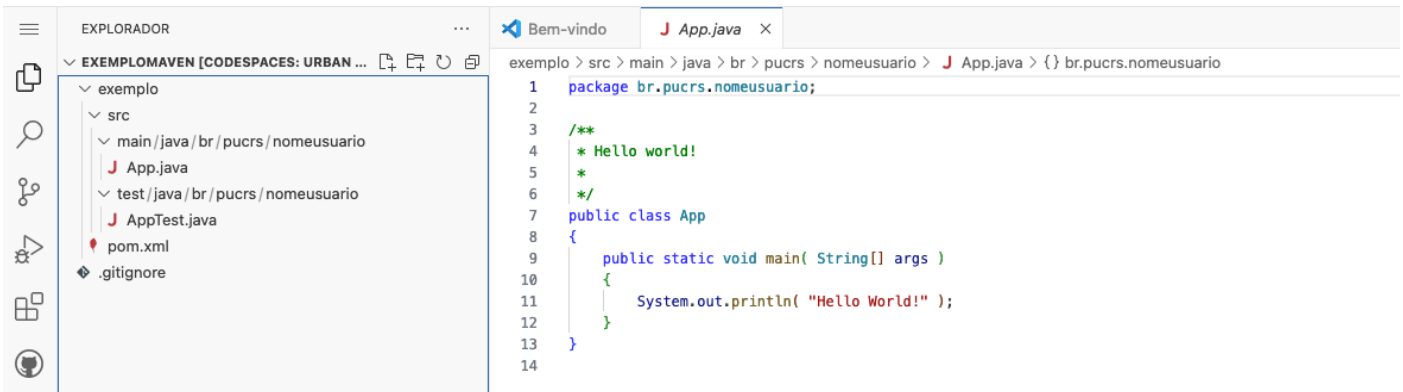 EXPLORADOR
EXEMPLOMAVEN [CODESPACES: URBAN ...
exemplo
src
main/java/br/pucrs/nomeusuario
App.java
test/java/br/pucrs/nomeusuario
AppTest.java
pom.xml
.gitignore
Bem-vindo
App.java
exemplo > src > main > java > br > pucrs > nomeusuario > J App.java > {} br.pucrs.nomeusuario
1 package br.pucrs.nomeusuario;
2
3 /**
4  * Hello world!
5  *
6  */
7 public class App
8 {
9     public static void main( String[] args )
10     {
11         System.out.println( "Hello World!" );
12     }
13 }
14